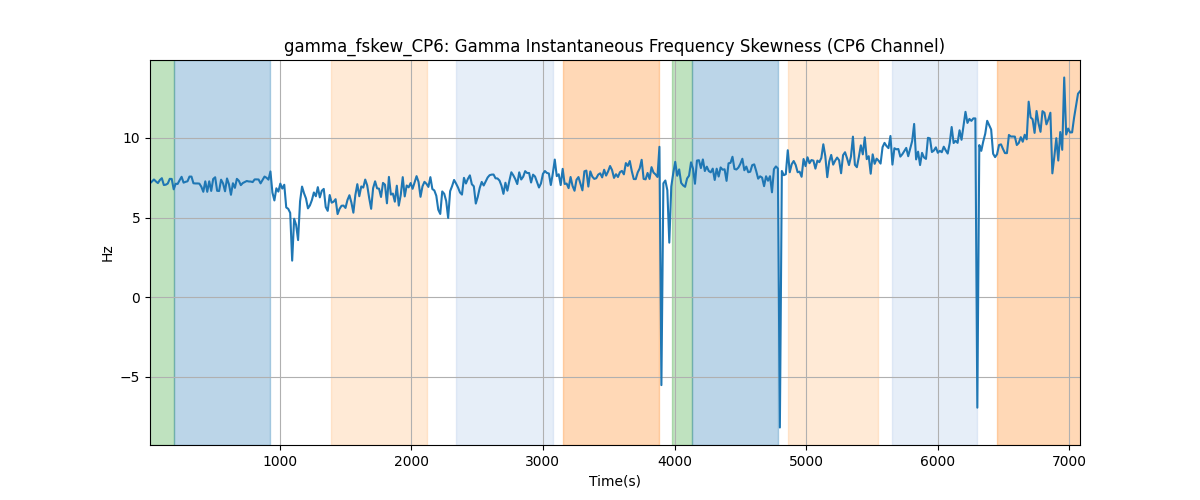 gamma_fskew_CP6: Gamma Instantaneous Frequency Skewness (CP6 Channel)
10
5
0
−5
Hz
1000 2000 3000 4000 5000 6000 7000
Time(s)